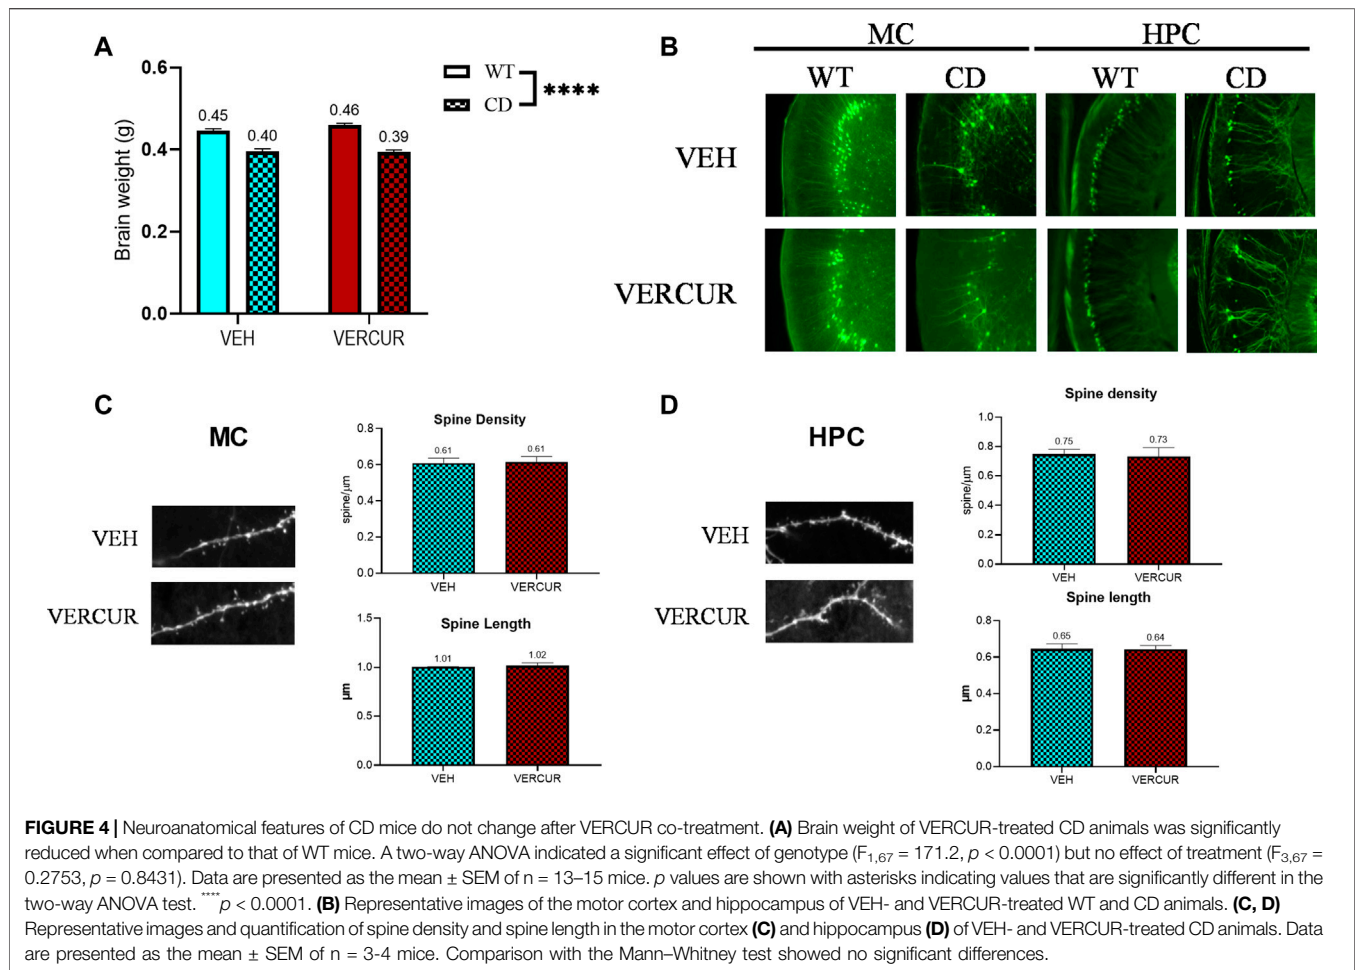 A
0.6
0.4
0.2
0.0
Brain weight (g)
0.45
0.40
0.46
0.39
VEH
VERCUR
WT
CD
****
B
MC
HPC
WT
CD
WT
CD
VEH
VERCUR
C
MC
VEH
VERCUR
Spine Density
0.8
0.6
0.4
0.2
0.0
spine/µm
0.61
0.61
VEH
VERCUR
Spine Length
1.5
1.0
0.5
0.0
µm
1.01
1.02
VEH
VERCUR
D
HPC
VEH
VERCUR
Spine density
1.0
0.8
0.6
0.4
0.2
0.0
spine/µm
0.75
0.73
VEH
VERCUR
Spine length
0.8
0.6
0.4
0.2
0.0
µm
0.65
0.64
VEH
VERCUR
FIGURE 4 | Neuroanatomical features of CD mice do not change after VERCUR co-treatment. (A) Brain weight of VERCUR-treated CD animals was significantly
reduced when compared to that of WT mice. A two-way ANOVA indicated a significant effect of genotype (F1,67 = 171.2, p < 0.0001) but no effect of treatment (F3,67 =
0.2753, p = 0.8431). Data are presented as the mean ± SEM of n = 13–15 mice. p values are shown with asterisks indicating values that are significantly different in the
two-way ANOVA test. ****p < 0.0001. (B) Representative images of the motor cortex and hippocampus of VEH- and VERCUR-treated WT and CD animals. (C, D)
Representative images and quantification of spine density and spine length in the motor cortex (C) and hippocampus (D) of VEH- and VERCUR-treated CD animals. Data
are presented as the mean ± SEM of n = 3-4 mice. Comparison with the Mann–Whitney test showed no significant differences.